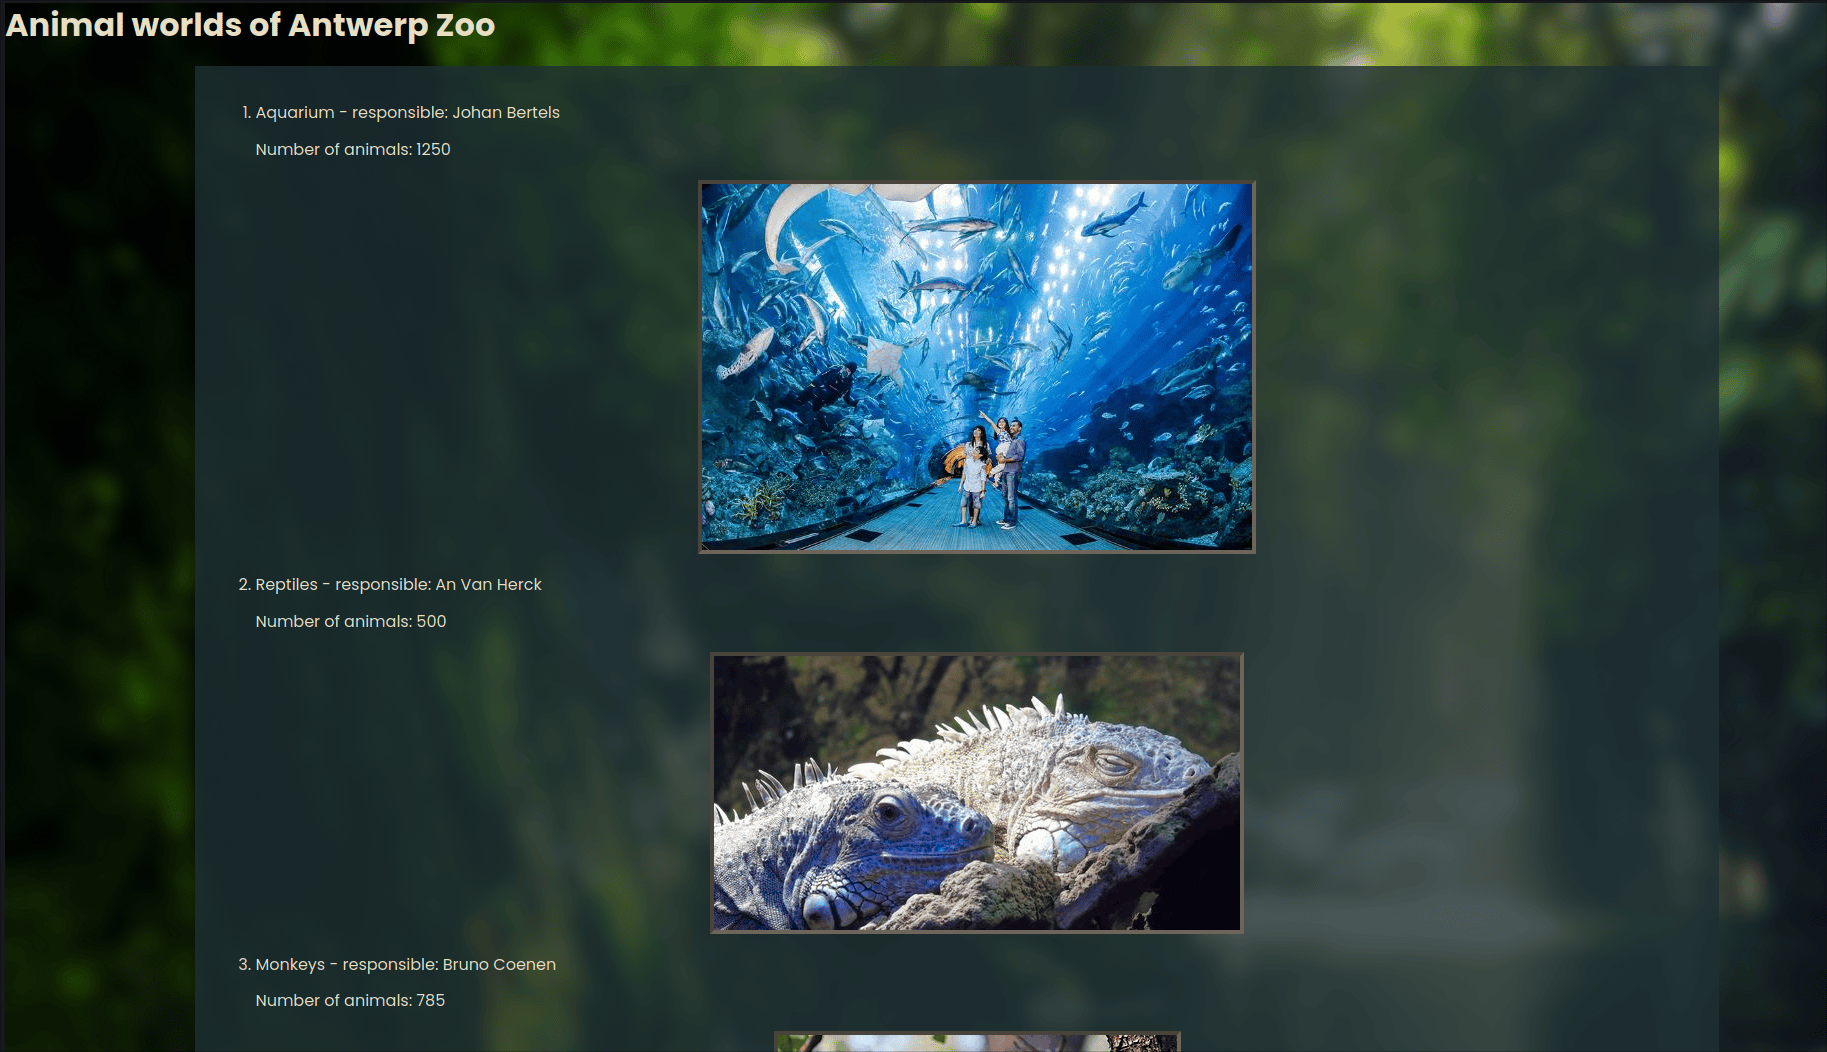 Animal worlds of Antwerp Zoo
1. Aquarium - responsible: Johan Bertels
Number of animals: 1250
2. Reptiles - responsible: An Van Herck
Number of animals: 500
3. Monkeys - responsible: Bruno Coenen
Number of animals: 785